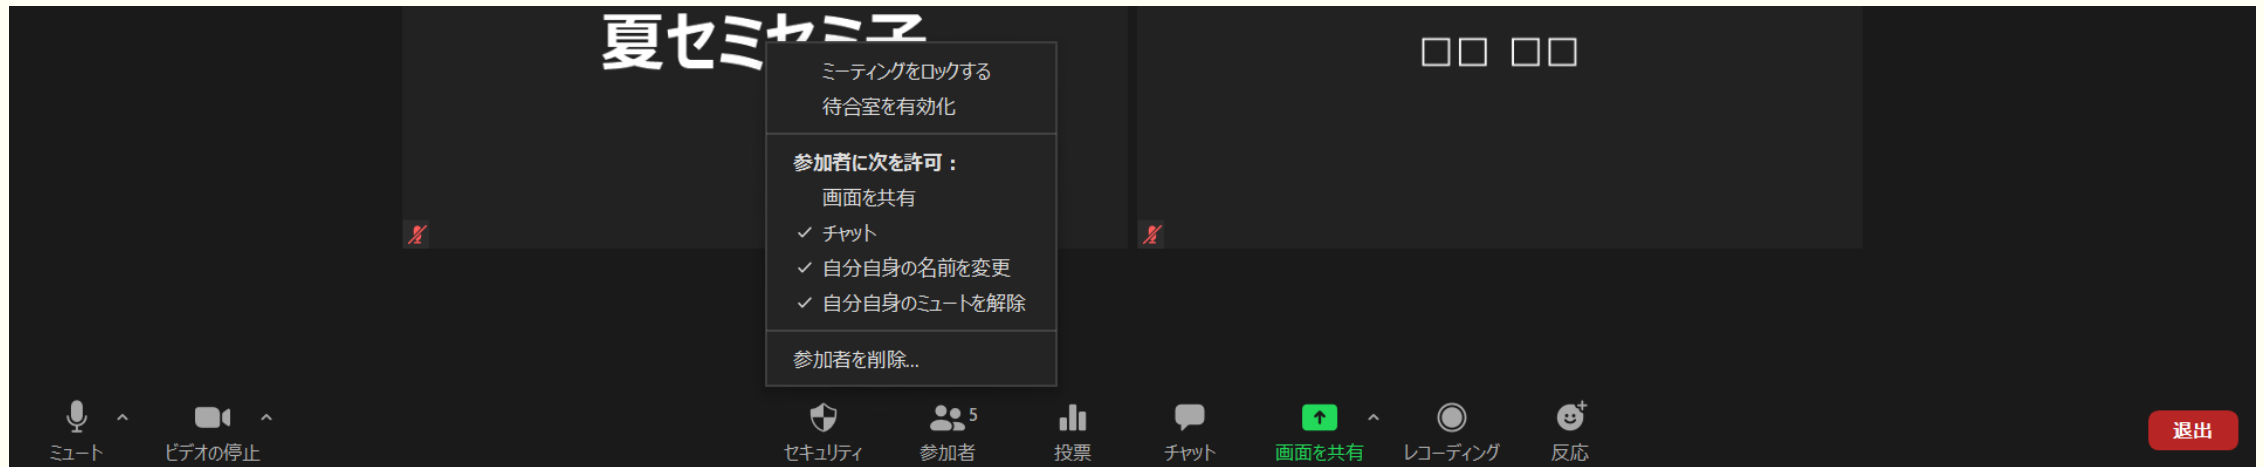 夏セミセミ子
□□ □□
ミーティングをロックする
待合室を有効化
参加者に次を許可：
画面を共有
✓ チャット
✓ 自分自身の名前を変更
✓ 自分自身のミュートを解除
参加者を削除...
ミュート
ビデオの停止
セキュリティ
参加者 5
投票
チャット
画面を共有
レコーディング
反応
退出